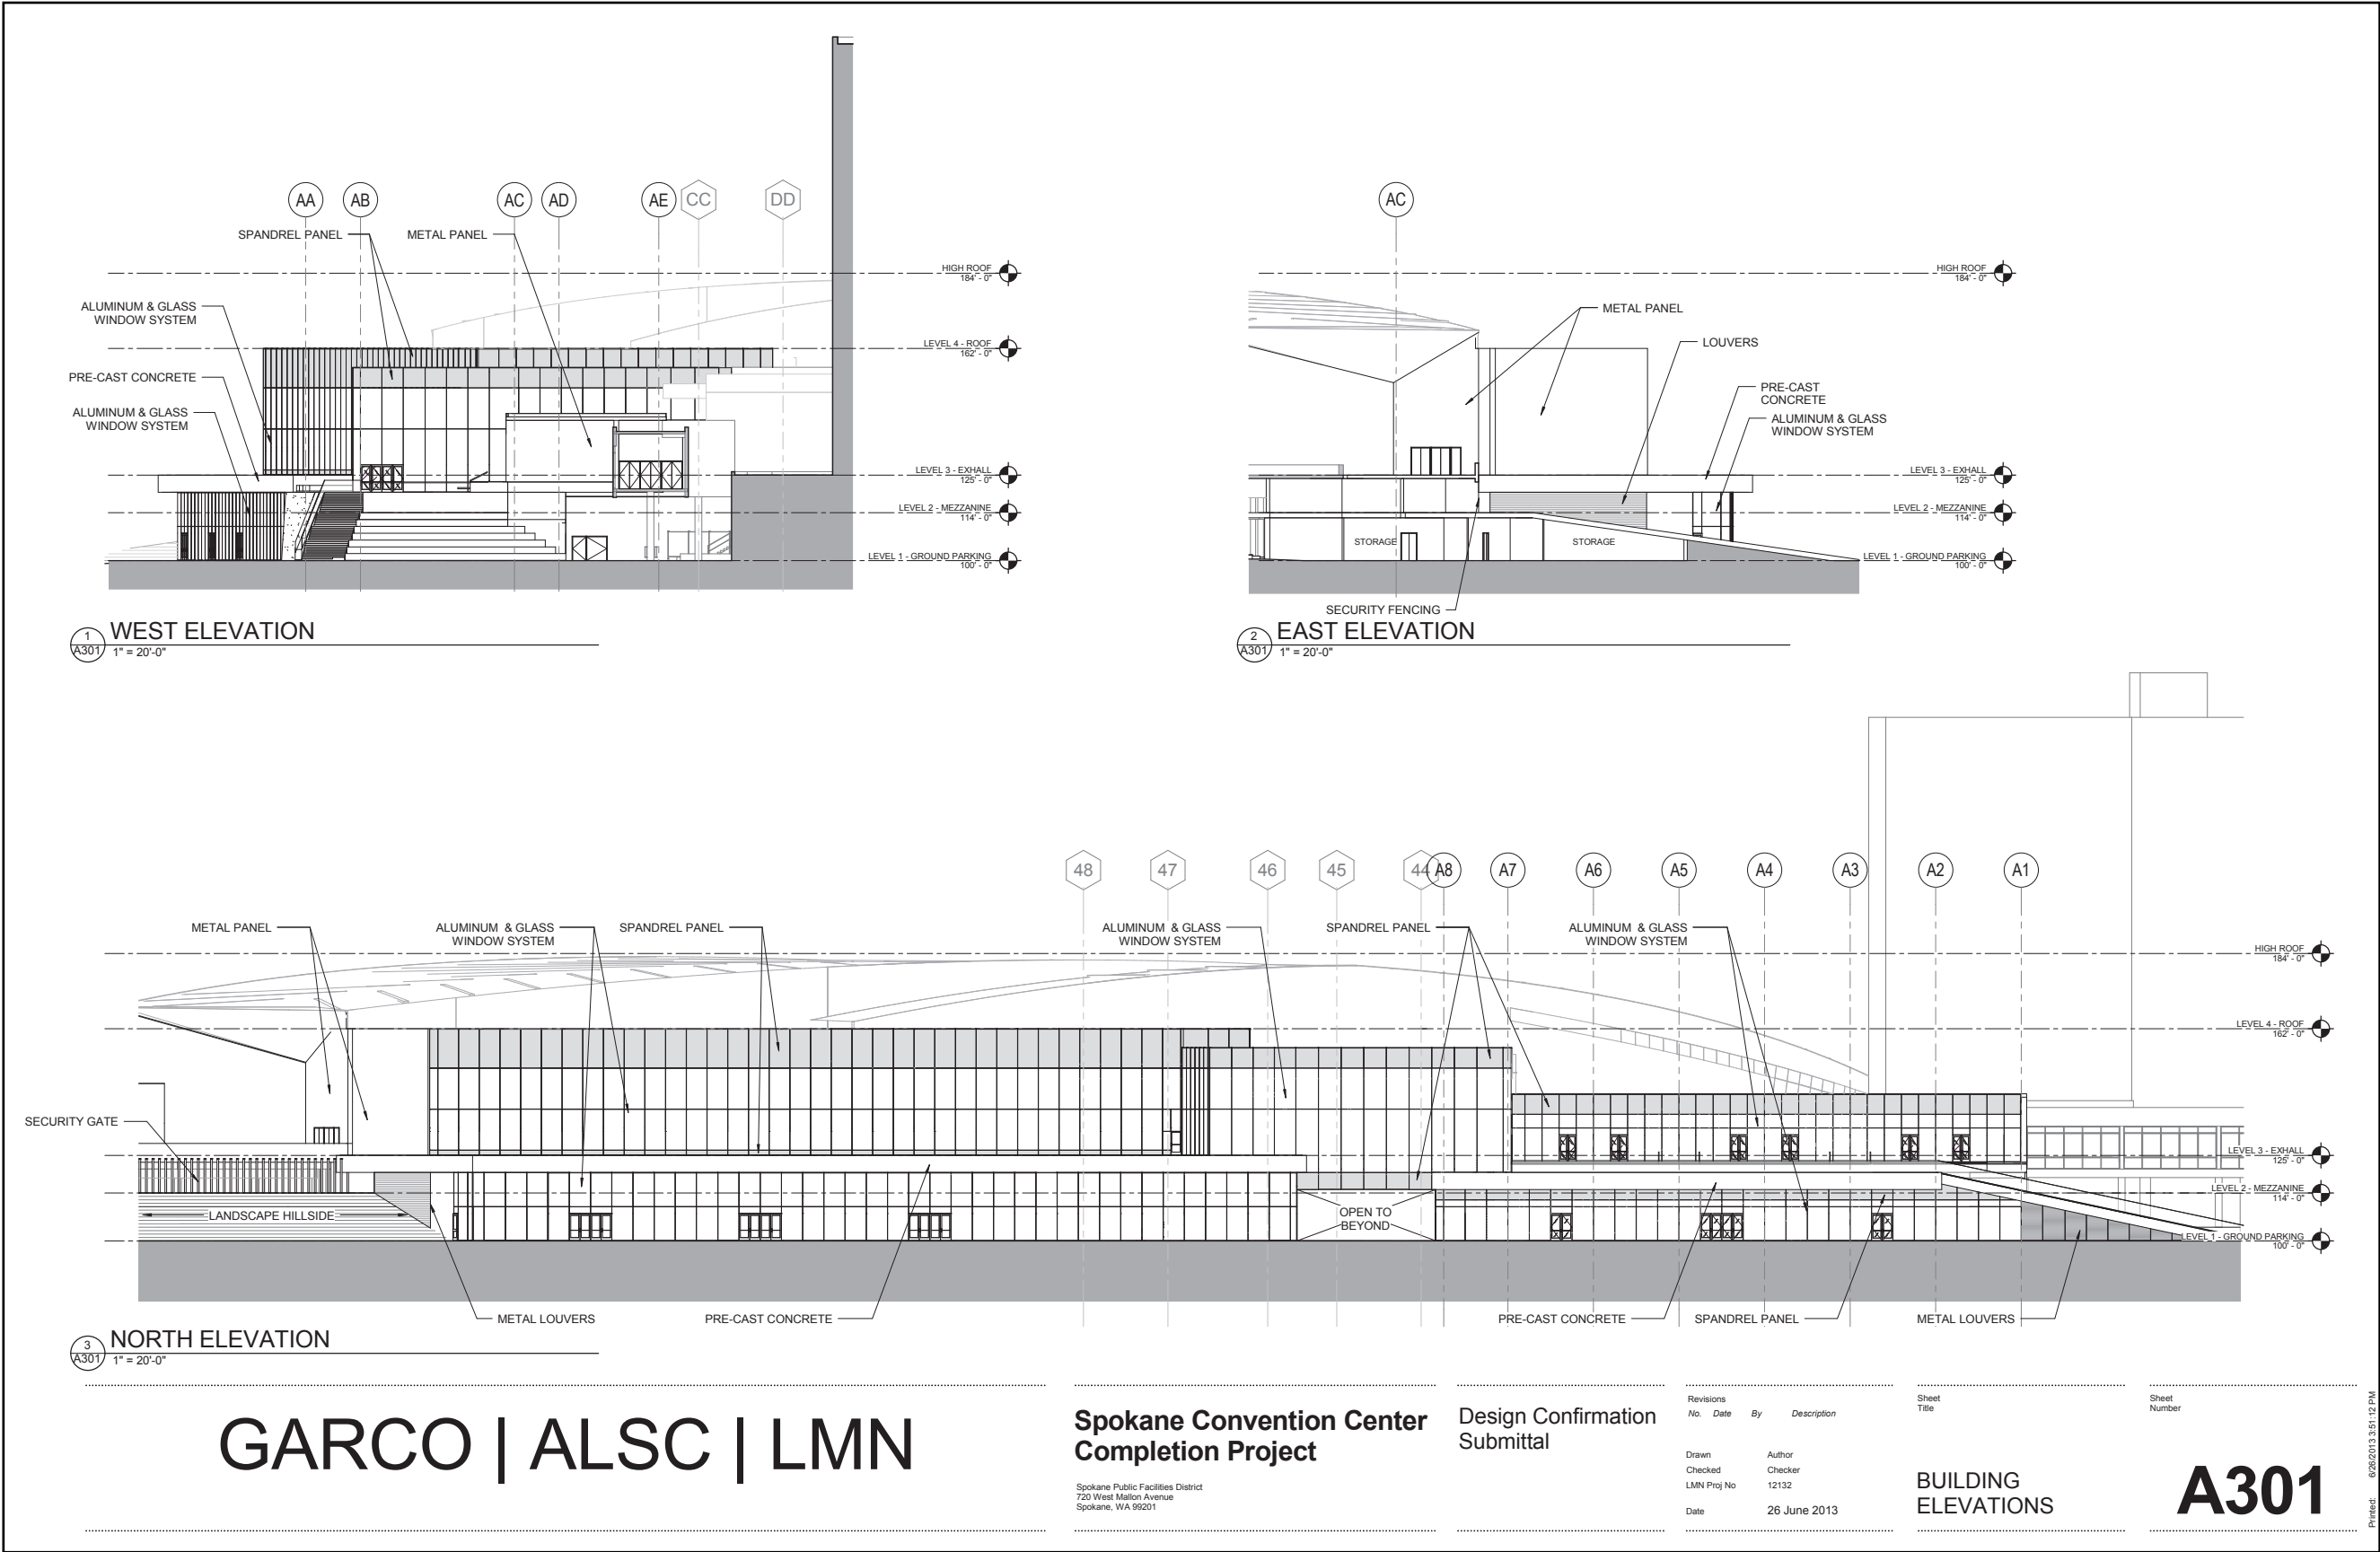 AA
AB
AC
AD
AE
CC
DD
SPANDREL PANEL
METAL PANEL
HIGH ROOF
184' - 0"
ALUMINUM & GLASS
WINDOW SYSTEM
LEVEL 4 - ROOF
162' - 0"
PRE-CAST CONCRETE
ALUMINUM & GLASS
WINDOW SYSTEM
LEVEL 3 - EXHALL
125' - 0"
LEVEL 2 - MEZZANINE
114' - 0"
LEVEL 1 - GROUND PARKING
100' - 0"
1
A301
WEST ELEVATION
1" = 20'-0"
AC
HIGH ROOF
184' - 0"
METAL PANEL
LOUVERS
PRE-CAST
CONCRETE
ALUMINUM & GLASS
WINDOW SYSTEM
LEVEL 3 - EXHALL
125' - 0"
LEVEL 2 - MEZZANINE
114' - 0"
STORAGE
STORAGE
LEVEL 1 - GROUND PARKING
100' - 0"
SECURITY FENCING
2
A301
EAST ELEVATION
1" = 20'-0"
48
47
46
45
44
A8
A7
A6
A5
A4
A3
A2
A1
METAL PANEL
ALUMINUM & GLASS
WINDOW SYSTEM
SPANDREL PANEL
ALUMINUM & GLASS
WINDOW SYSTEM
SPANDREL PANEL
ALUMINUM & GLASS
WINDOW SYSTEM
HIGH ROOF
184' - 0"
LEVEL 4 - ROOF
162' - 0"
SECURITY GATE
LEVEL 3 - EXHALL
125' - 0"
LEVEL 2 - MEZZANINE
114' - 0"
LANDSCAPE HILLSIDE
OPEN TO
BEYOND
LEVEL 1 - GROUND PARKING
100' - 0"
METAL LOUVERS
PRE-CAST CONCRETE
PRE-CAST CONCRETE
SPANDREL PANEL
METAL LOUVERS
3
A301
NORTH ELEVATION
1" = 20'-0"
GARCO | ALSC | LMN
Spokane Convention Center
Completion Project
Spokane Public Facilities District
720 West Mallon Avenue
Spokane, WA 99201
Design Confirmation
Submittal
Revisions
No. Date By Description
Drawn Author
Checked Checker
LMN Proj No 12132
Date 26 June 2013
Sheet
Title
BUILDING
ELEVATIONS
Sheet
Number
A301
Printed: 6/26/2013 3:51:12 PM